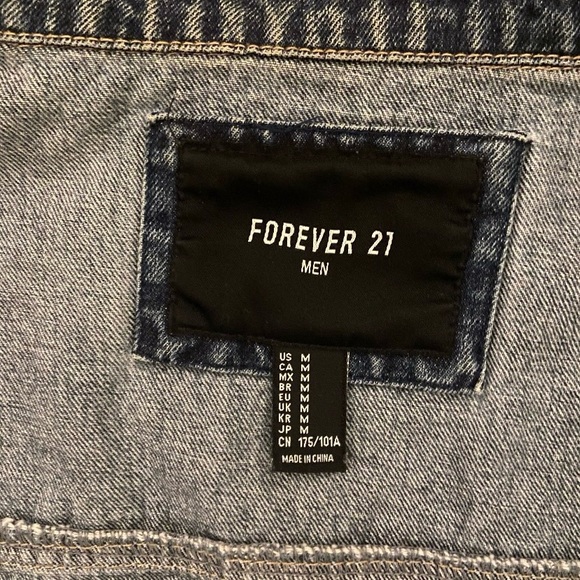 FOREVER 21
MEN
US M
CA M
MX M
BR M
EU M
UK M
KR M
JP M
CN 175/101A
MADE IN CHINA